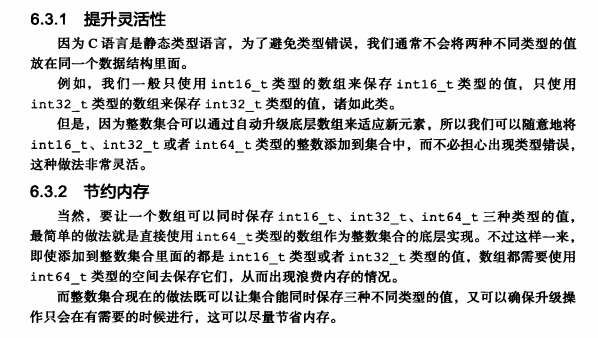 6.3.1 提升灵活性
因为 C 语言是静态类型语言，为了避免类型错误，我们通常不会将两种不同类型的值
放在同一个数据结构里面。
例如，我们一般只使用 int16_t 类型的数组来保存 int16_t 类型的值，只使用
int32_t 类型的数组来保存 int32_t 类型的值，诸如此类。
但是，因为整数集合可以通过自动升级底层数组来适应新元素，所以我们可以随意地将
int16_t、int32_t 或者 int64_t 类型的整数添加到集合中，而不必担心出现类型错误，
这种做法非常灵活。
6.3.2 节约内存
当然，要让一个数组可以同时保存 int16_t、int32_t、int64_t 三种类型的值，
最简单的做法就是直接使用 int64_t 类型的数组作为整数集合的底层实现。不过这样一来，
即使添加到整数集合里面的都是 int16_t 类型或者 int32_t 类型的值，数组都需要使用
int64_t 类型的空间去保存它们，从而出现浪费内存的情况。
而整数集合现在的做法既可以让集合能同时保存三种不同类型的值，又可以确保升级操
作只会在有需要的时候进行，这可以尽量节省内存。